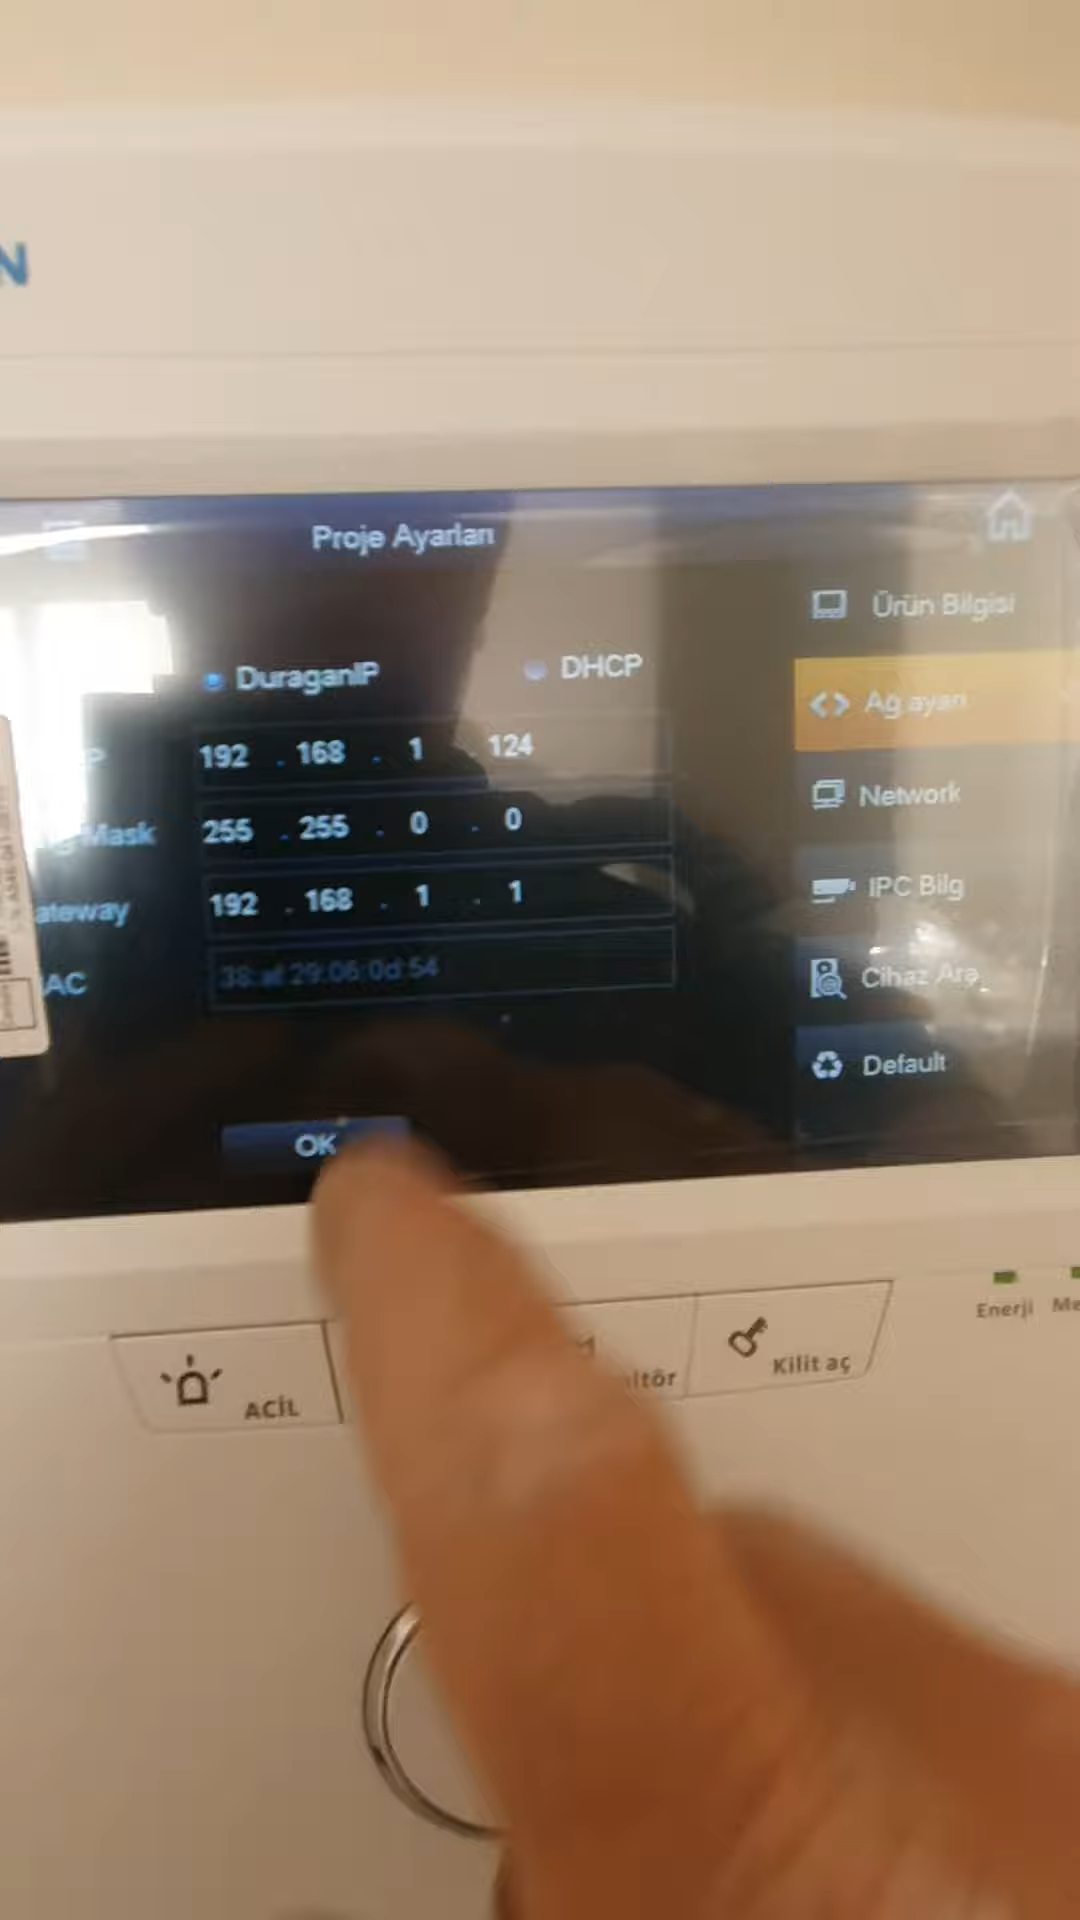 N
Proje Ayarları
Ürün Bilgisi
DuraganIP
DHCP
Ağ ayarı
P 192 . 168 . 1 . 124
Network
Mask 255 . 255 . 0 . 0
ateway 192 . 168 . 1 . 1
IPC Bilg
AC 38:af:29:06:0d:54
Cihaz Ara
Default
OK
Enerji
Me
ACİL
nitör
Kilit aç